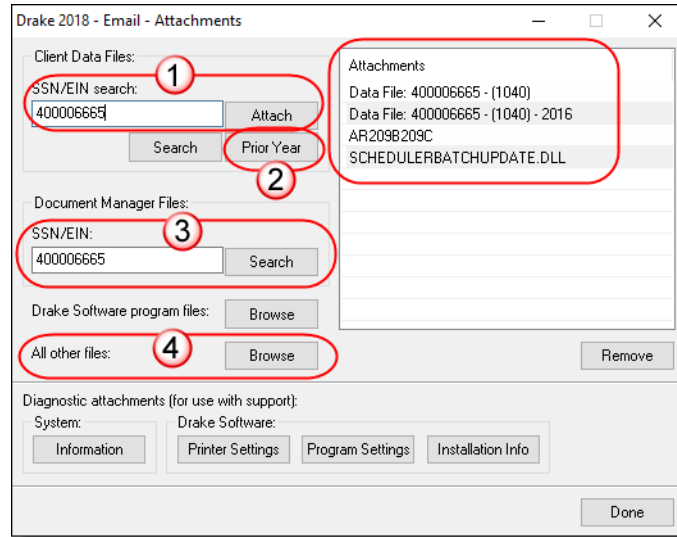 Drake 2018 - Email - Attachments
Client Data Files:
1
SSN/EIN search:
400006665
Attach
Search
Prior Year
2
Document Manager Files:
SSN/EIN:
3
400006665
Search
Drake Software program files:
Browse
All other files:
4
Browse
Attachments
Data File: 400006665 - (1040)
Data File: 400006665 - (1040) - 2016
AR209B209C
SCHEDULERBATCHUPDATE.DLL
Remove
Diagnostic attachments (for use with support):
System:
Information
Drake Software:
Printer Settings
Program Settings
Installation Info
Done